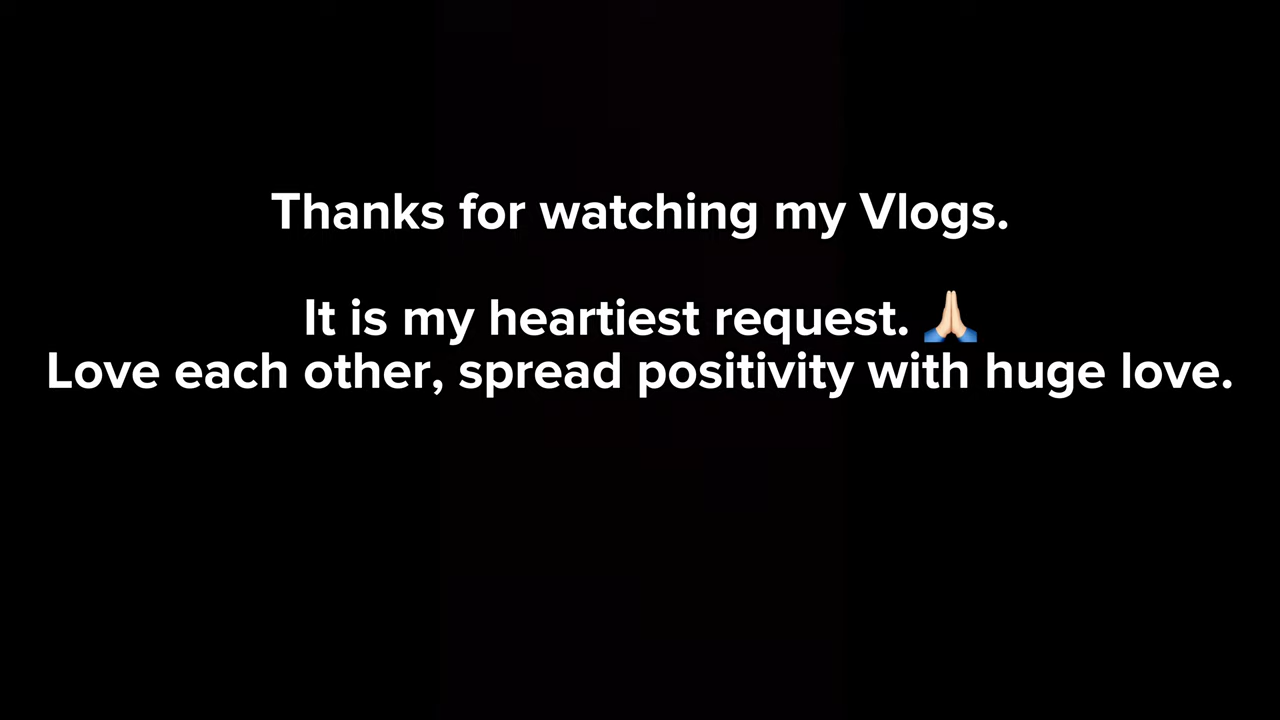 Thanks for watching my Vlogs.
It is my heartiest request. 🙏🏻
Love each other, spread positivity with huge love.